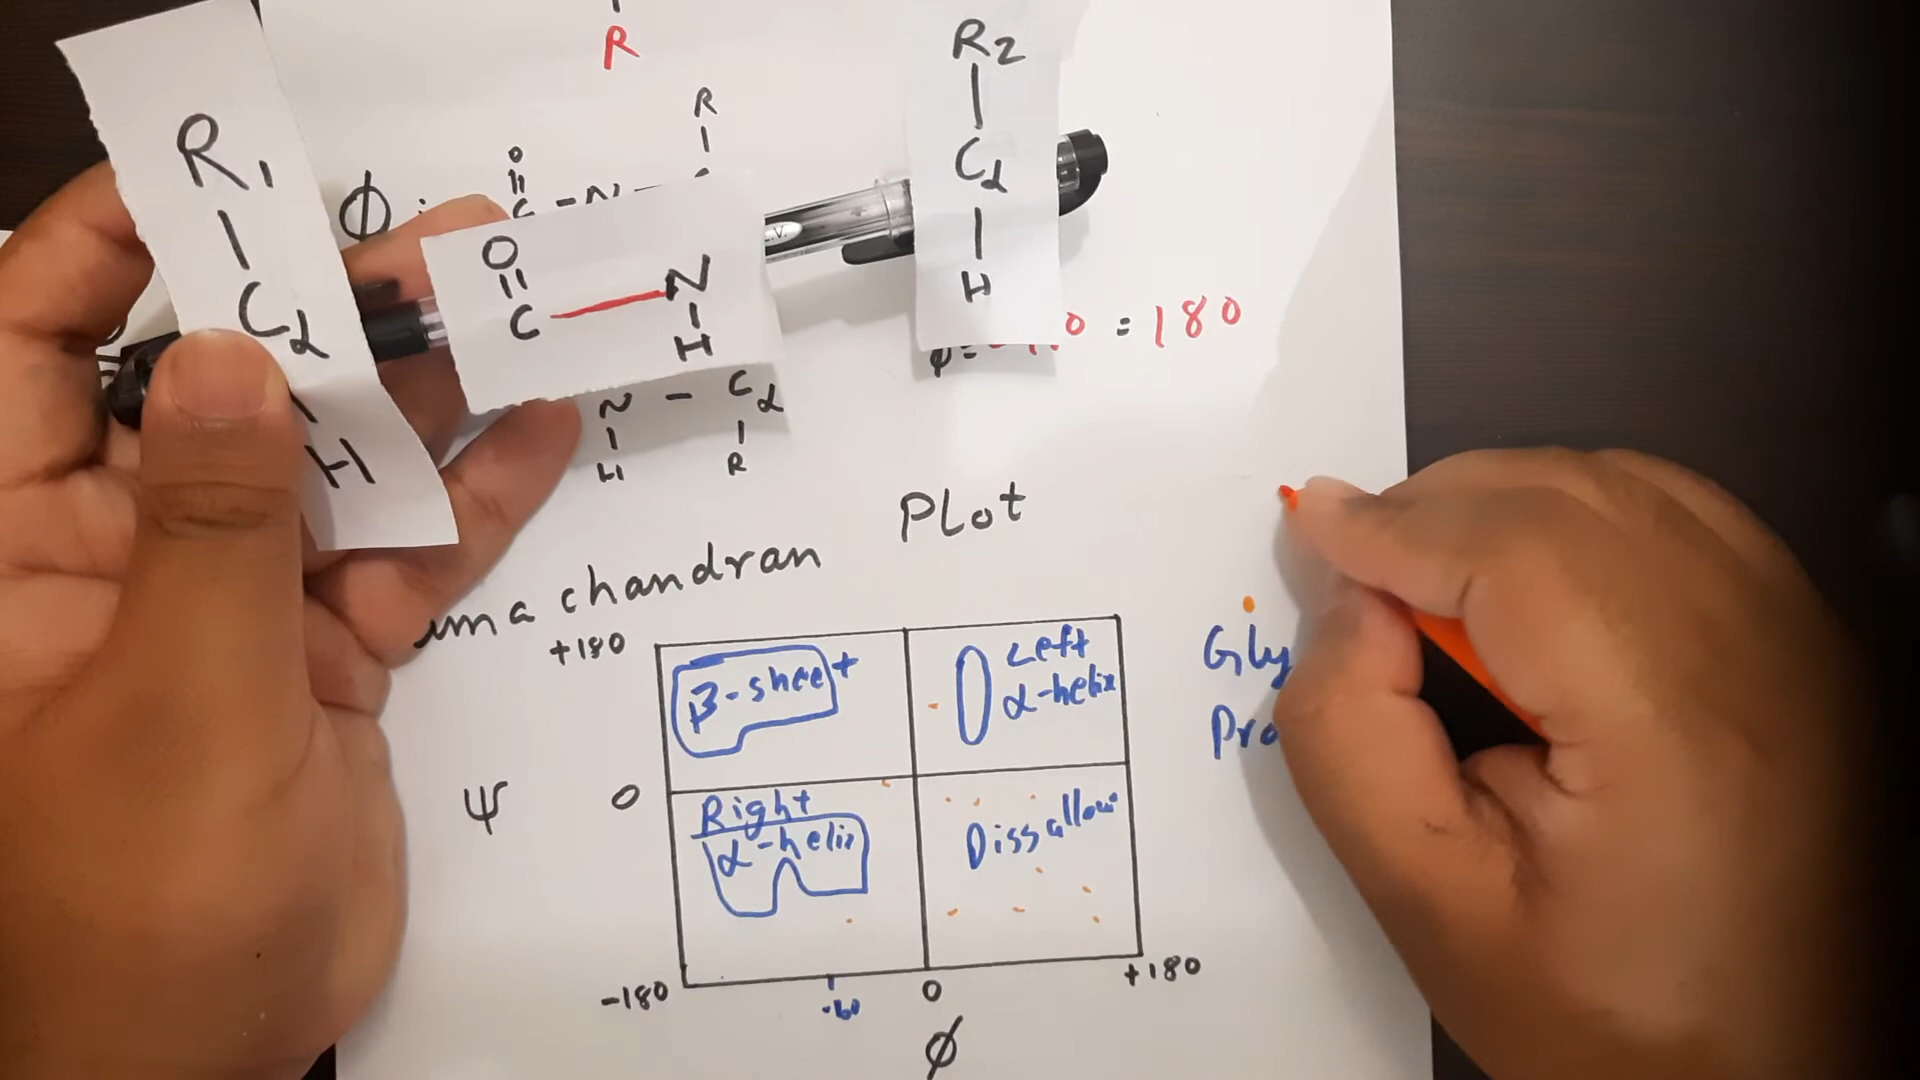 R
R1
|
Cα
H
R2
|
Cα
|
H
R
|
O
||
C - N -
ϕ :
O
||
C — N
|
H
= 180
N - Cα
| |
H R
PLot
chandran
+180
β-sheet
Left
α-helix
Gly
Pro
ψ
0
Right
α-helix
Dissallow
-180
-60
0
+180
ϕ